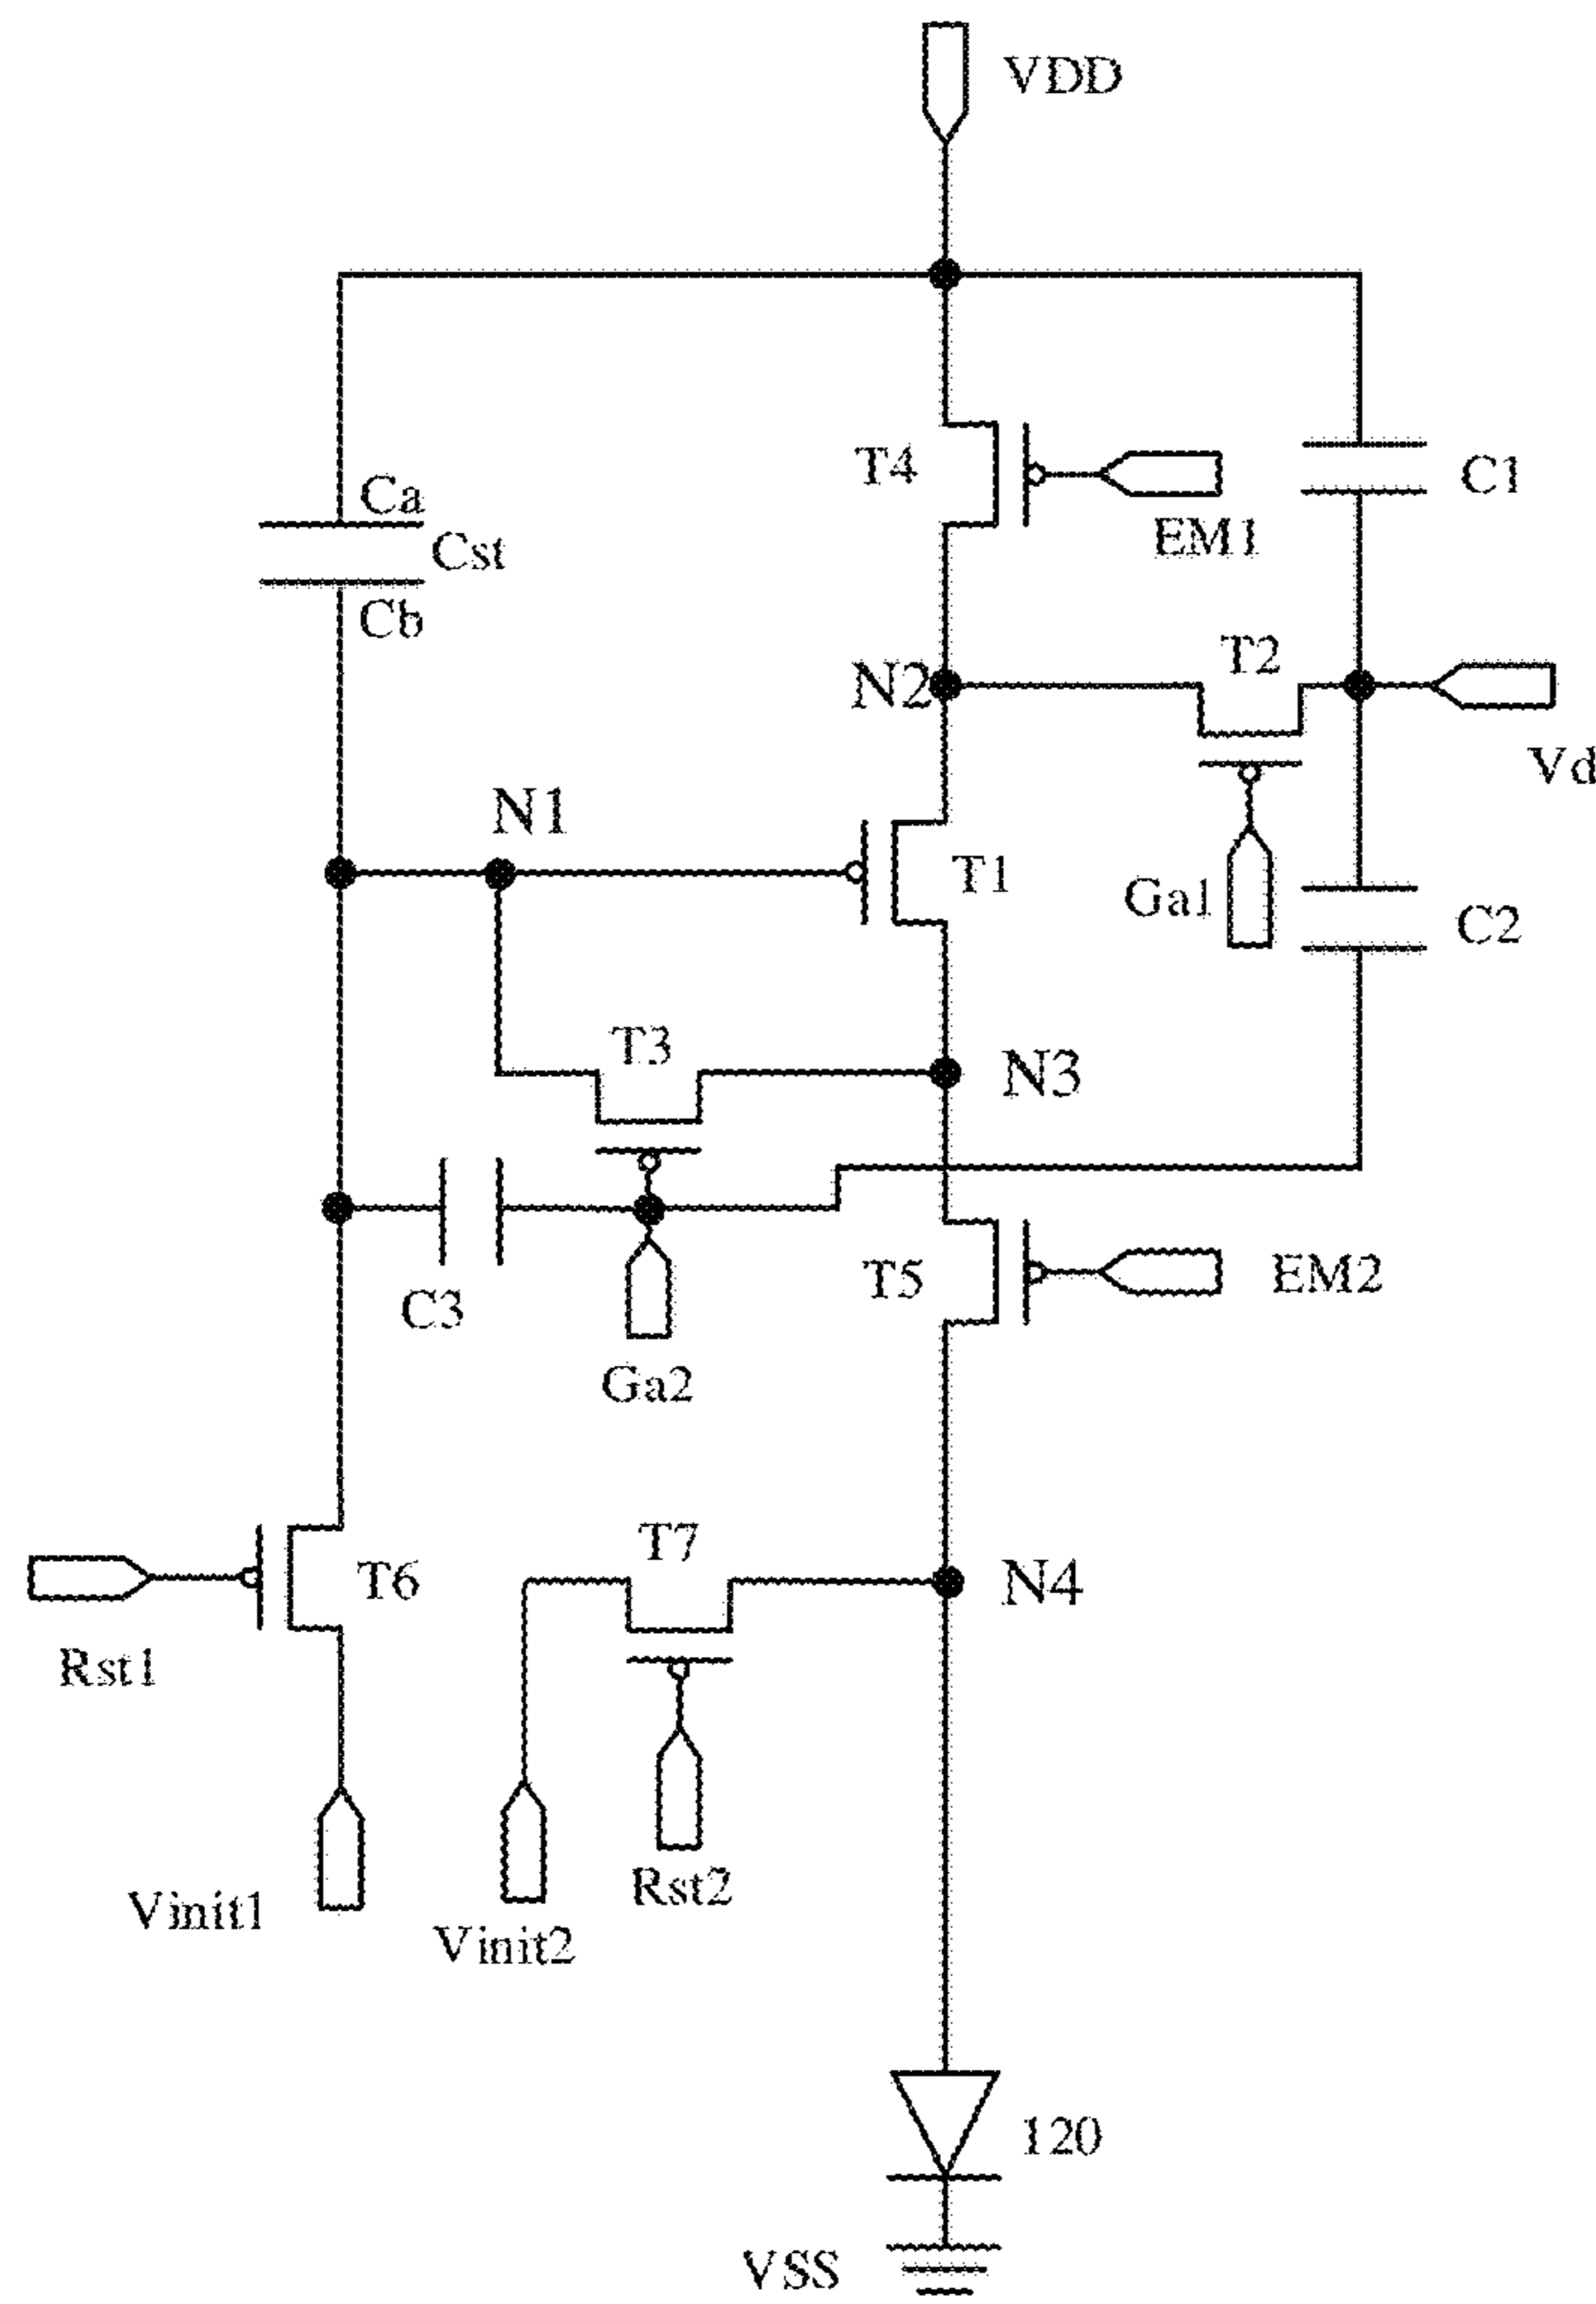 VDD
T4
C1
Ca
Cst
EM1
Cb
T2
N2
Vd
N1
T1
Ga1
C2
T3
N3
T5
EM2
C3
Ga2
T7
T6
N4
Rst1
Rst2
Vinit1
Vinit2
120
VSS